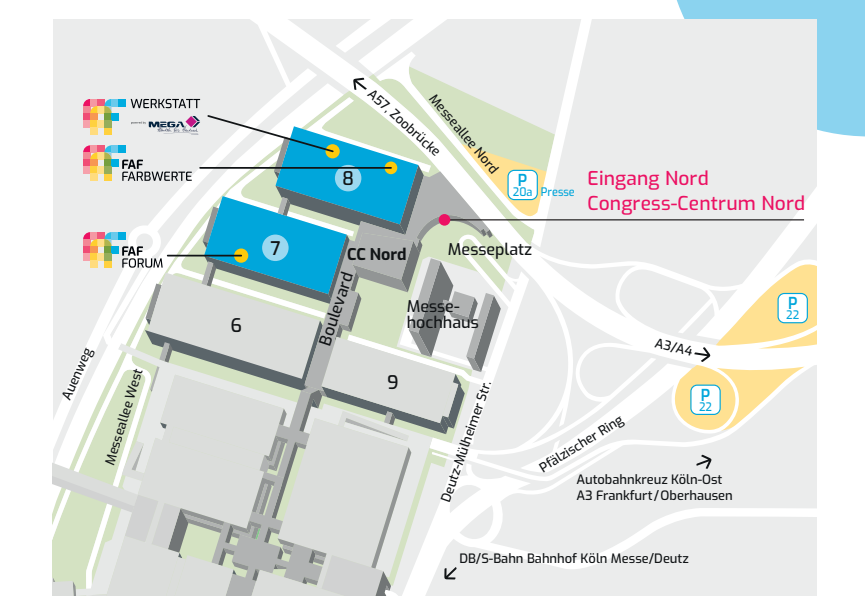 WERKSTATT
powered by MEGA
FAF
FARBWERTE
FAF
FORUM
A57, Zoobrücke
Messeallee Nord
P
20a
Presse
Eingang Nord
Congress-Centrum Nord
8
7
CC Nord
Messeplatz
Boulevard
Messe-
hochhaus
6
9
P
22
A3/A4
P
22
Auenweg
Messeallee West
Deutz-Mülheimer Str.
Pfälzischer Ring
Autobahnkreuz Köln-Ost
A3 Frankfurt/Oberhausen
DB/S-Bahn Bahnhof Köln Messe/Deutz